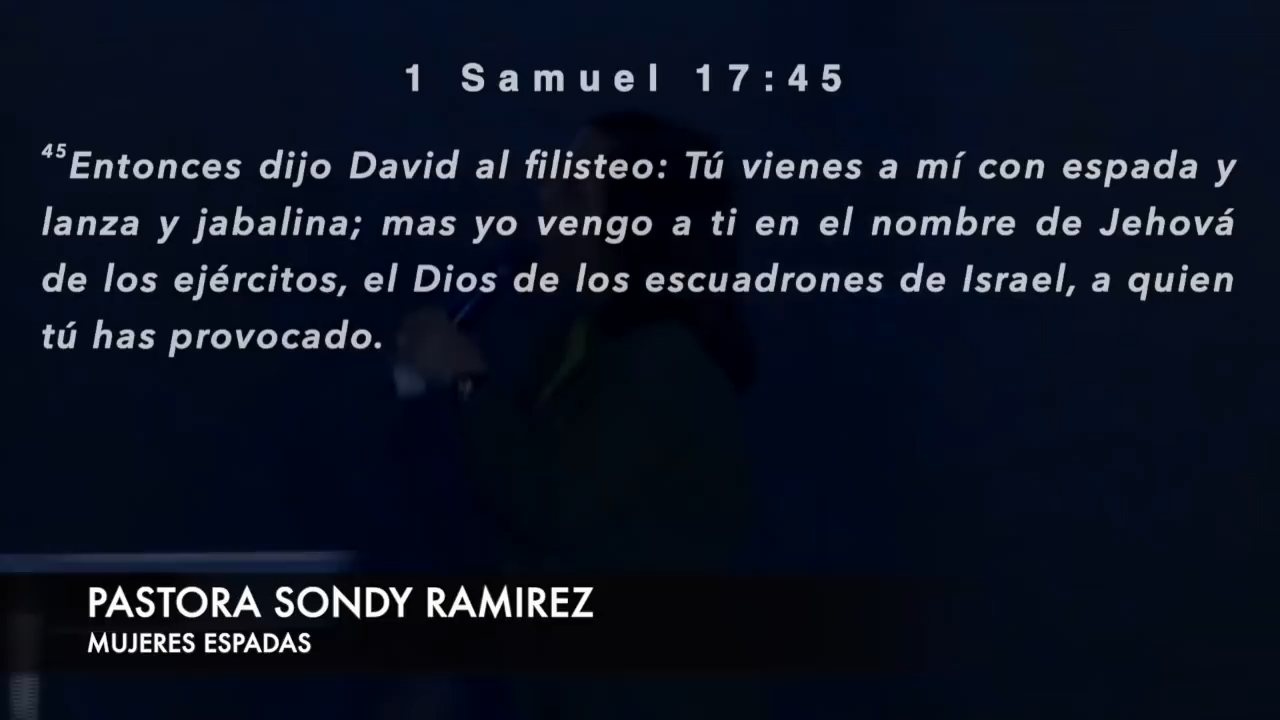 1 Samuel 17:45
45Entonces dijo David al filisteo: Tú vienes a mí con espada y
lanza y jabalina; mas yo vengo a ti en el nombre de Jehová
de los ejércitos, el Dios de los escuadrones de Israel, a quien
tú has provocado.
PASTORA SONDY RAMIREZ
MUJERES ESPADAS